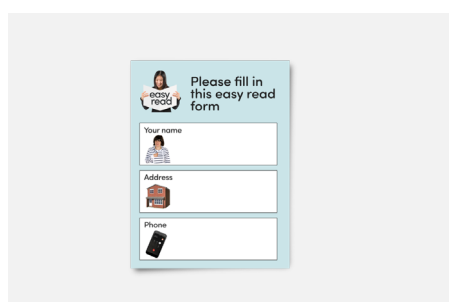 easy
read
Please fill in
this easy read
form
Your name
Address
Phone